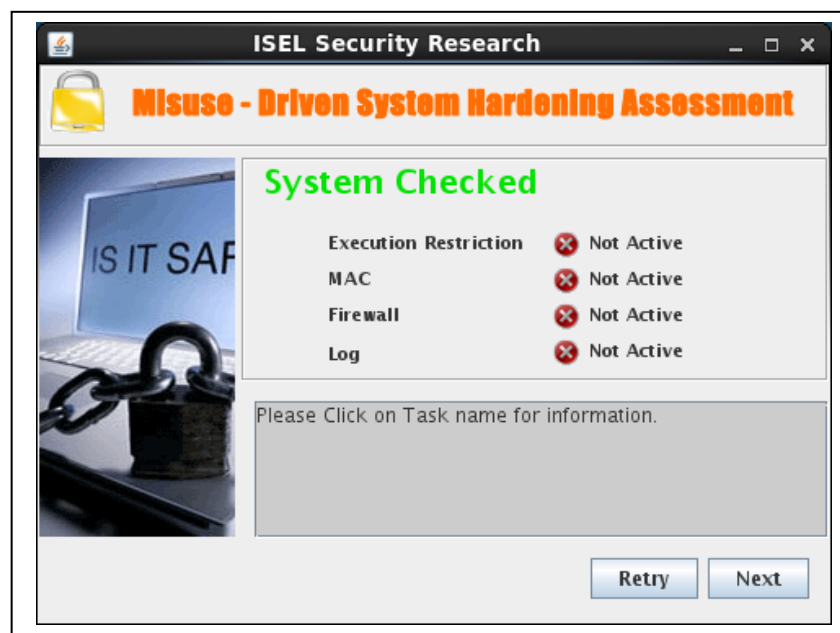 ISEL Security Research
Misuse - Driven System Hardening Assessment
IS IT SAF
System Checked
Execution Restriction Not Active
MAC Not Active
Firewall Not Active
Log Not Active
Please Click on Task name for information.
Retry Next